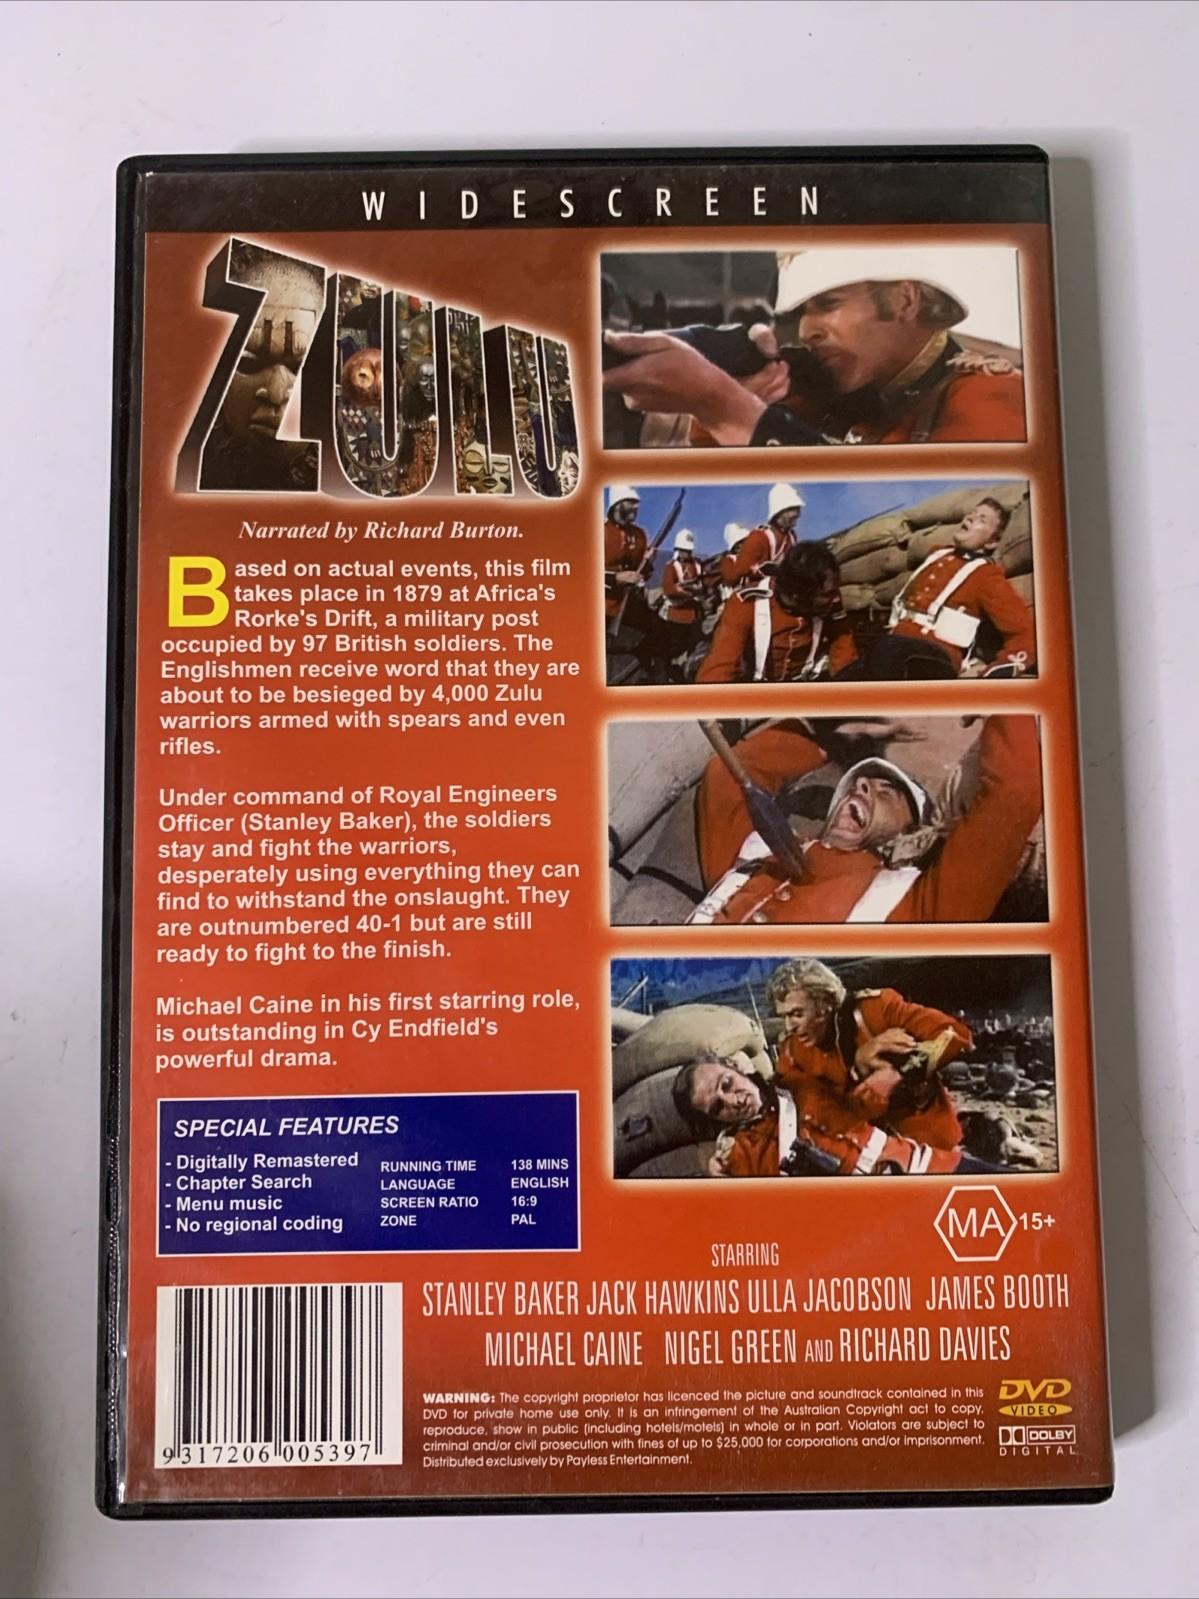 WIDESCREEN
ZULU
Narrated by Richard Burton.
Based on actual events, this film
takes place in 1879 at Africa's
Rorke's Drift, a military post
occupied by 97 British soldiers. The
Englishmen receive word that they are
about to be besieged by 4,000 Zulu
warriors armed with spears and even
rifles.
Under command of Royal Engineers
Officer (Stanley Baker), the soldiers
stay and fight the warriors,
desperately using everything they can
find to withstand the onslaught. They
are outnumbered 40-1 but are still
ready to fight to the finish.
Michael Caine in his first starring role,
is outstanding in Cy Endfield's
powerful drama.
SPECIAL FEATURES
- Digitally Remastered
- Chapter Search
- Menu music
- No regional coding
RUNNING TIME 138 MINS
LANGUAGE ENGLISH
SCREEN RATIO 16:9
ZONE PAL
MA 15+
STARRING
STANLEY BAKER JACK HAWKINS ULLA JACOBSON JAMES BOOTH
MICHAEL CAINE NIGEL GREEN AND RICHARD DAVIES
WARNING: The copyright proprietor has licenced the picture and soundtrack contained in this
DVD for private home use only. It is an infringement of the Australian Copyright act to copy,
reproduce, show in public (including hotels/motels) in whole or in part. Violators are subject to
criminal and/or civil prosecution with fines of up to $25,000 for corporations and/or imprisonment.
Distributed exclusively by Payless Entertainment.
DVD
VIDEO
DOLBY
DIGITAL
9 317206 005397